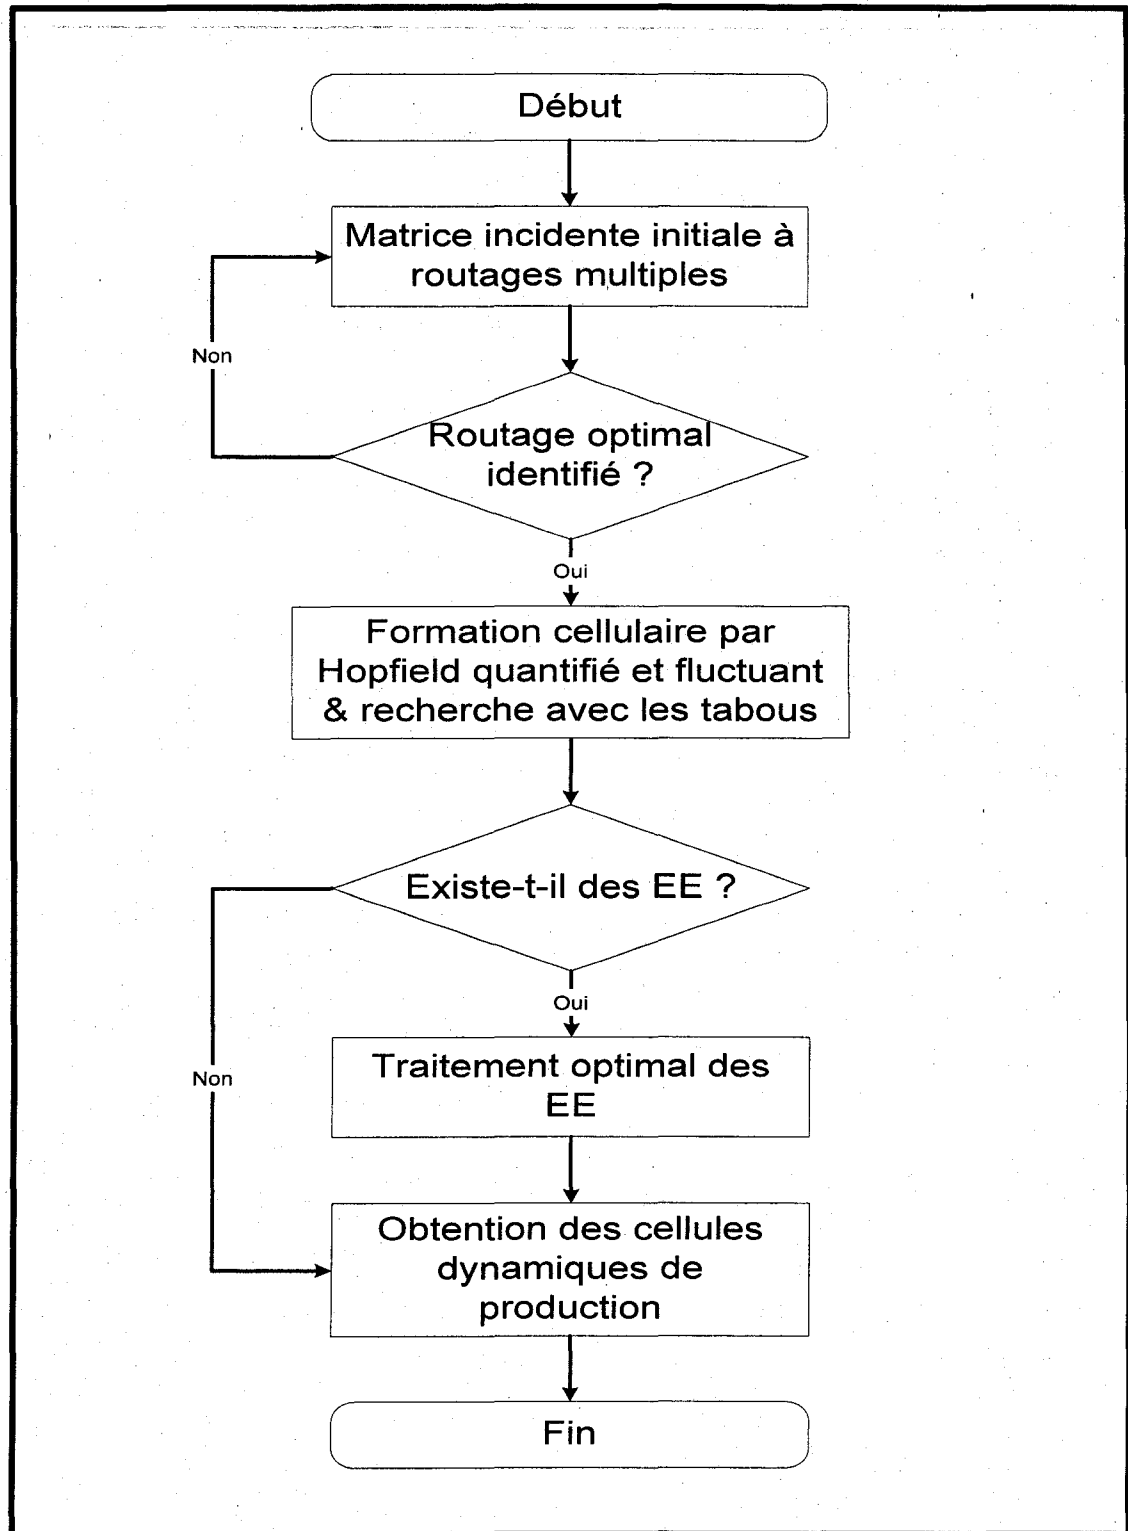 Début
Matrice incidente initiale à
routages multiples
Non
Routage optimal
identifié ?
Oui
Formation cellulaire par
Hopfield quantifié et fluctuant
& recherche avec les tabous
Existe-t-il des EE ?
Oui
Non
Traitement optimal des
EE
Obtention des cellules
dynamiques de
production
Fin